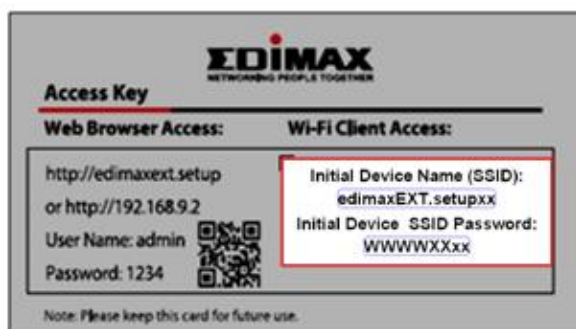 EDIMAX
NETWORKING PEOPLE TOGETHER
Access Key
Web Browser Access:
Wi-Fi Client Access:
http://edimaxext.setup
or http://192.168.9.2
User Name: admin
Password: 1234
Initial Device Name (SSID):
edimaxEXT.setupxx
Initial Device SSID Password:
WWWWXXxx
Note: Please keep this card for future use.